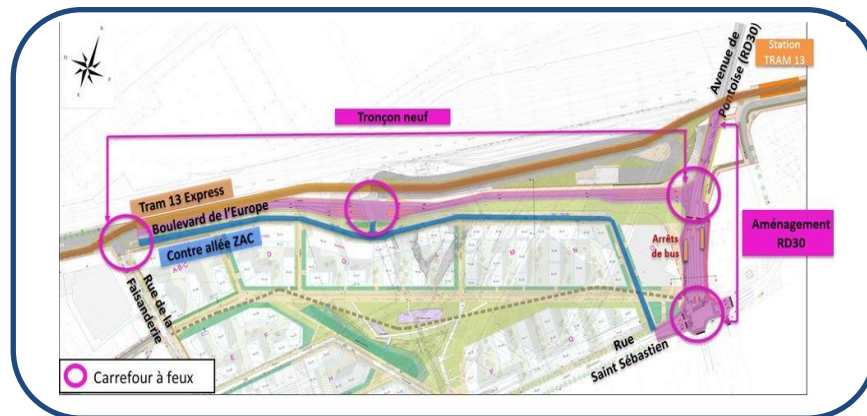 Station
TRAM 13
Avenue de
Pontoise (RD30)
Tronçon neuf
Tram 13 Express
Boulevard de l'Europe
Contre allée ZAC
Aménagement
RD30
Arrêts
de bus
Rue de la
Faisanderie
Rue
Saint Sébastien
Carrefour à feux
A-B-C
D
G
M
N
E
F
H
P
Q